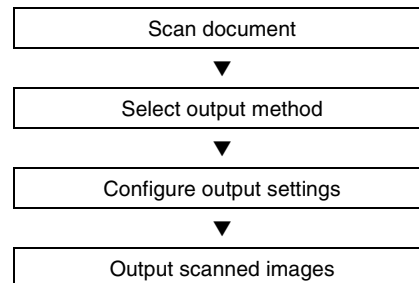 Scan document
Select output method
Configure output settings
Output scanned images